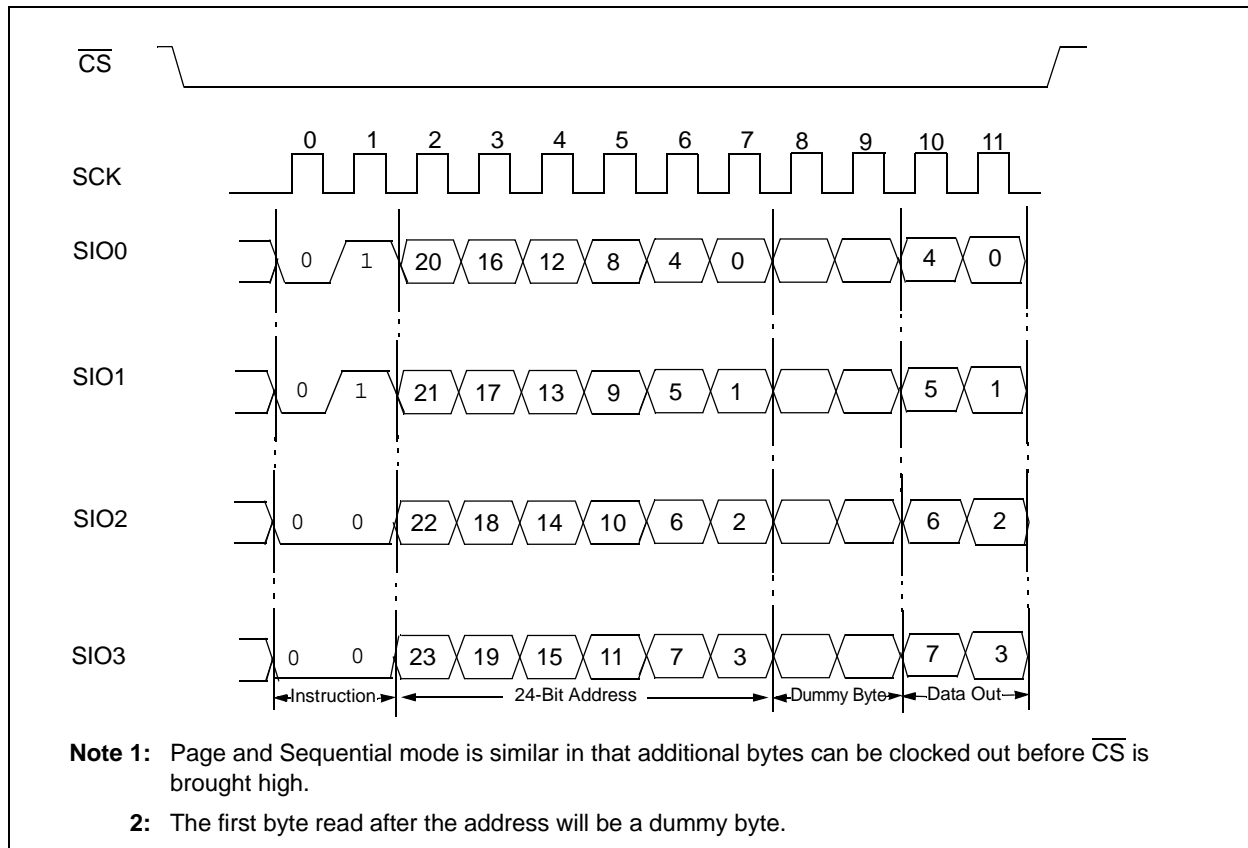 CS
0 1 2 3 4 5 6 7 8 9 10 11
SCK
SIO0 0 1 20 16 12 8 4 0 4 0
SIO1 0 1 21 17 13 9 5 1 5 1
SIO2 0 0 22 18 14 10 6 2 6 2
SIO3 0 0 23 19 15 11 7 3 7 3
Instruction 24-Bit Address Dummy Byte Data Out
Note 1: Page and Sequential mode is similar in that additional bytes can be clocked out before CS is
brought high.
2: The first byte read after the address will be a dummy byte.